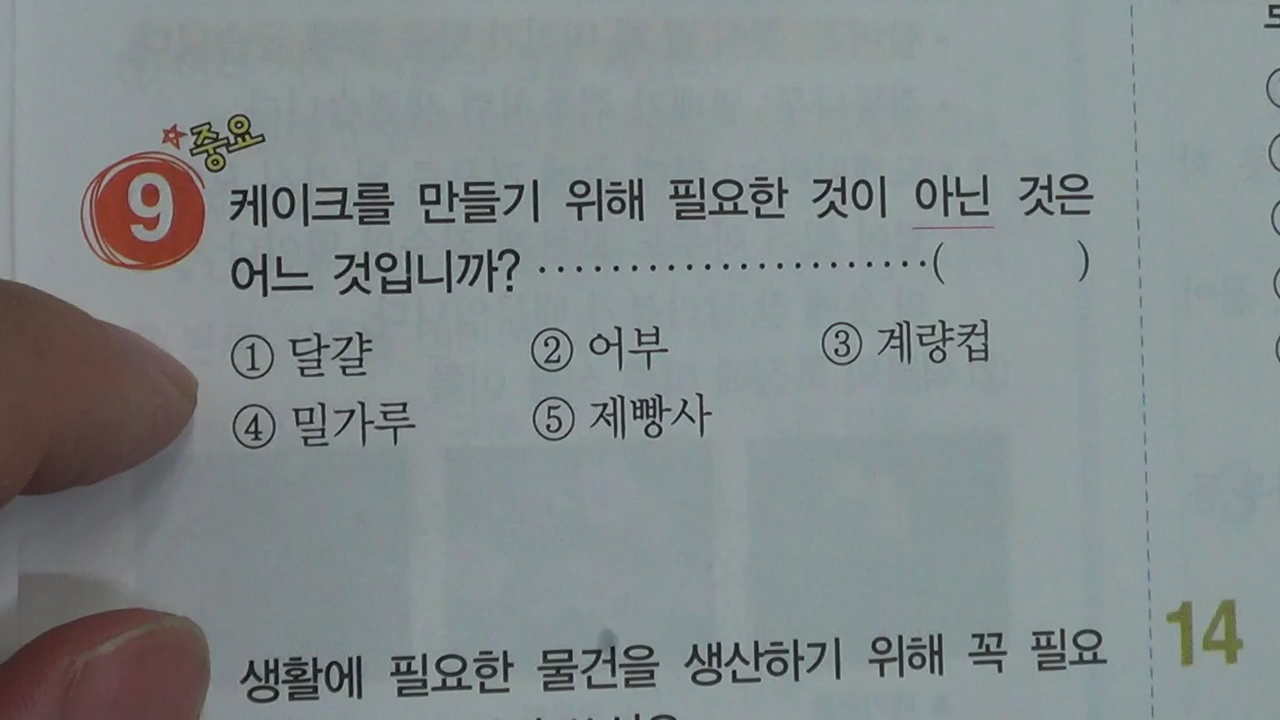 중요
9 케이크를 만들기 위해 필요한 것이 아닌 것은
어느 것입니까? ······················( )
① 달걀 ② 어부 ③ 계량컵
④ 밀가루 ⑤ 제빵사
생활에 필요한 물건을 생산하기 위해 꼭 필요
14